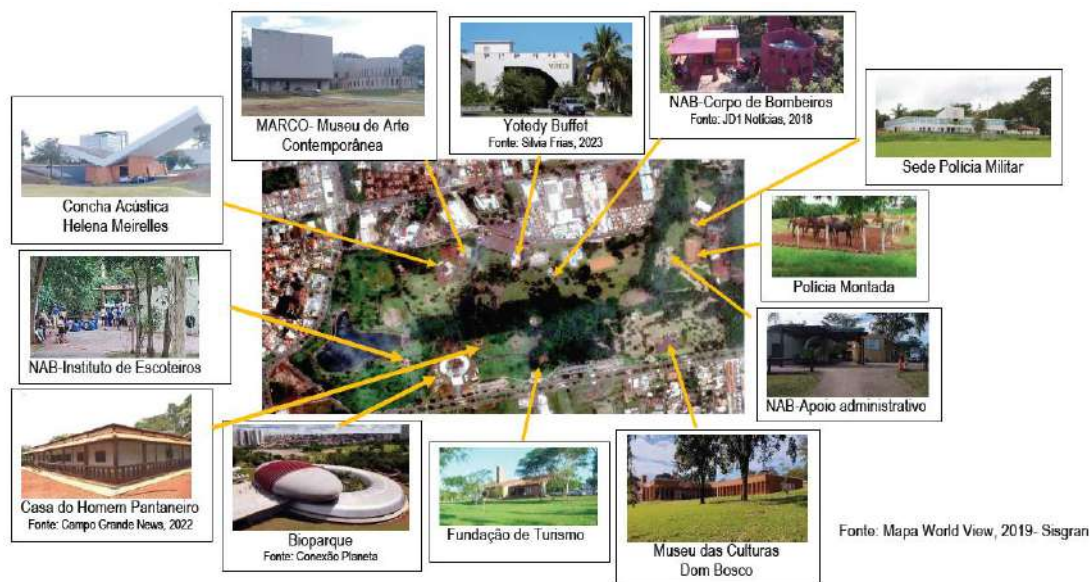 MARCO- Museu de Arte
Contemporânea
Yotedy Buffet
Fonte: Silvia Frias, 2023
NAB-Corpo de Bombeiros
Fonte: JD1 Notícias, 2018
Sede Polícia Militar
Concha Acústica
Helena Meirelles
Polícia Montada
NAB-Instituto de Escoteiros
NAB-Apoio administrativo
Casa do Homem Pantaneiro
Fonte: Campo Grande News, 2022
Bioparque
Fonte: Conexão Planeta
Fundação de Turismo
Museu das Culturas
Dom Bosco
Fonte: Mapa World View, 2019- Sisgran